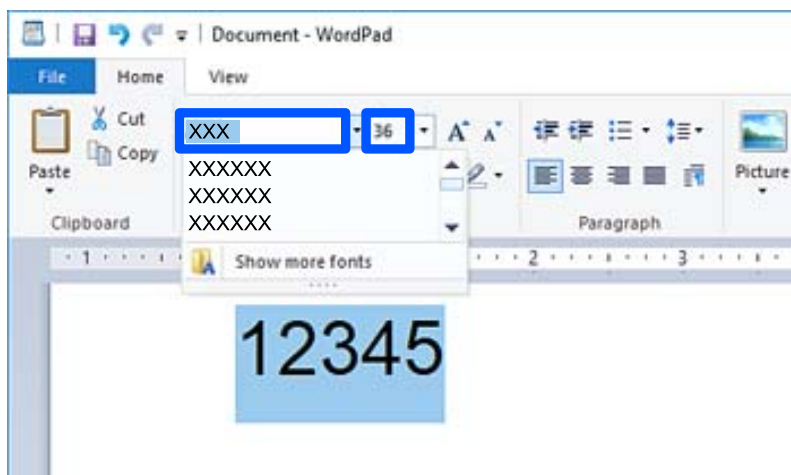 Document - WordPad
File Home View
Paste
Cut
Copy
Clipboard
XXX 36 A A
XXXXXX
XXXXXX
XXXXXX
Show more fonts
Paragraph
Picture
1 2 3
12345